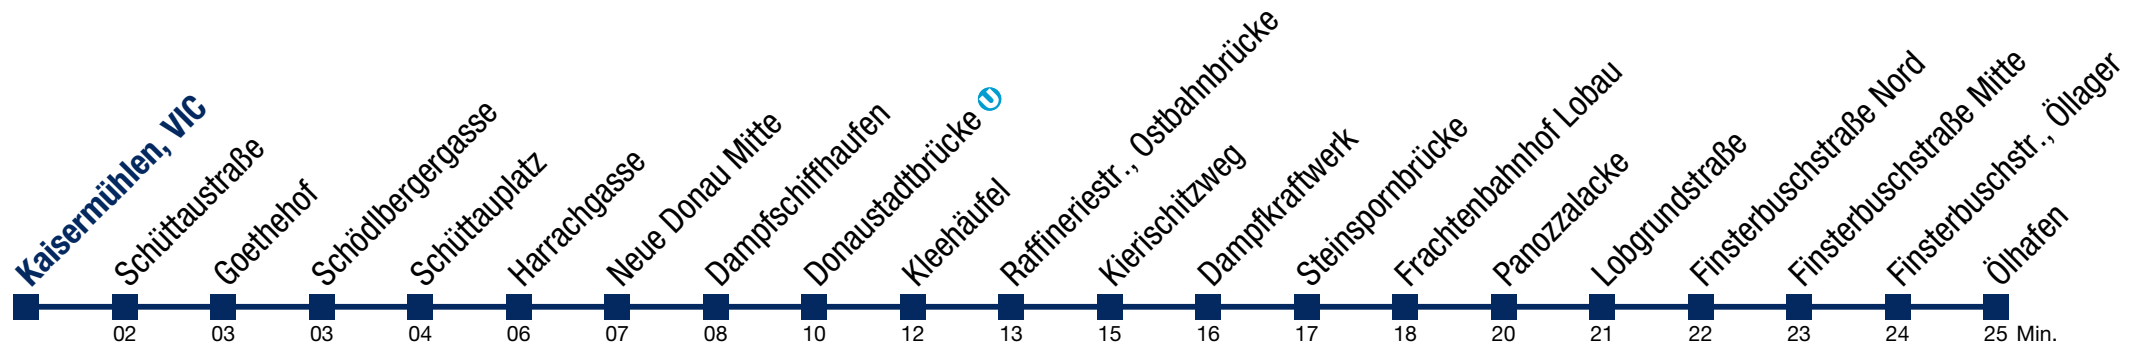 Kaisermühlen, VIC
Schüttaustraße
Goethehof
Schödlbergergasse
Schüttauplatz
Harrachgasse
Neue Donau Mitte
Dampfschiffhaufen
Donaustadtbrücke U
Kleehäufel
Raffineriestr., Ostbahnbrücke
Kierischitzweg
Dampfkraftwerk
Steinspornbrücke
Frachtenbahnhof Lobau
Panozzalacke
Lobgrundstraße
Finsterbuschstraße Nord
Finsterbuschstraße Mitte
Finsterbuschstr., Öllager
Ölhafen
02 03 03 04 06 07 08 10 12 13 15 16 17 18 20 21 22 23 24 25 Min.